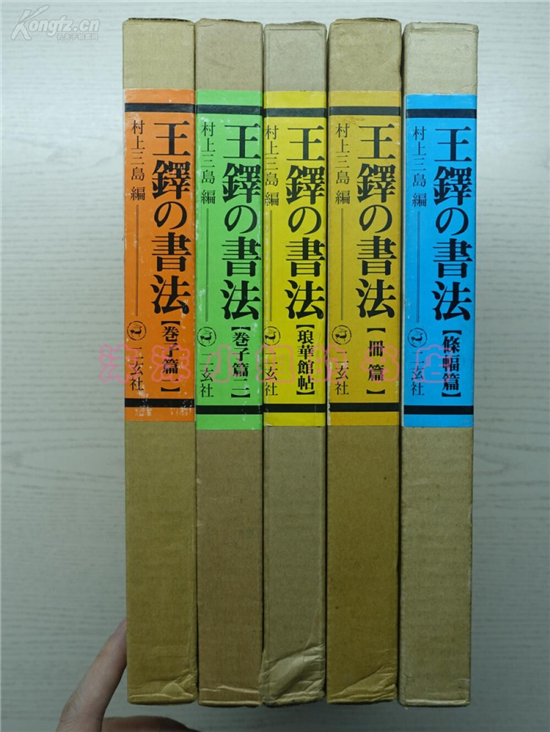 Kongfz.cn
王鐸の書法【巻子篇】
村上三島 編
二玄社
王鐸の書法【巻子篇】
村上三島 編
二玄社
王鐸の書法【琅華館帖】
村上三島 編
二玄社
王鐸の書法【冊篇】
村上三島 編
二玄社
王鐸の書法【條幅篇】
村上三島 編
二玄社